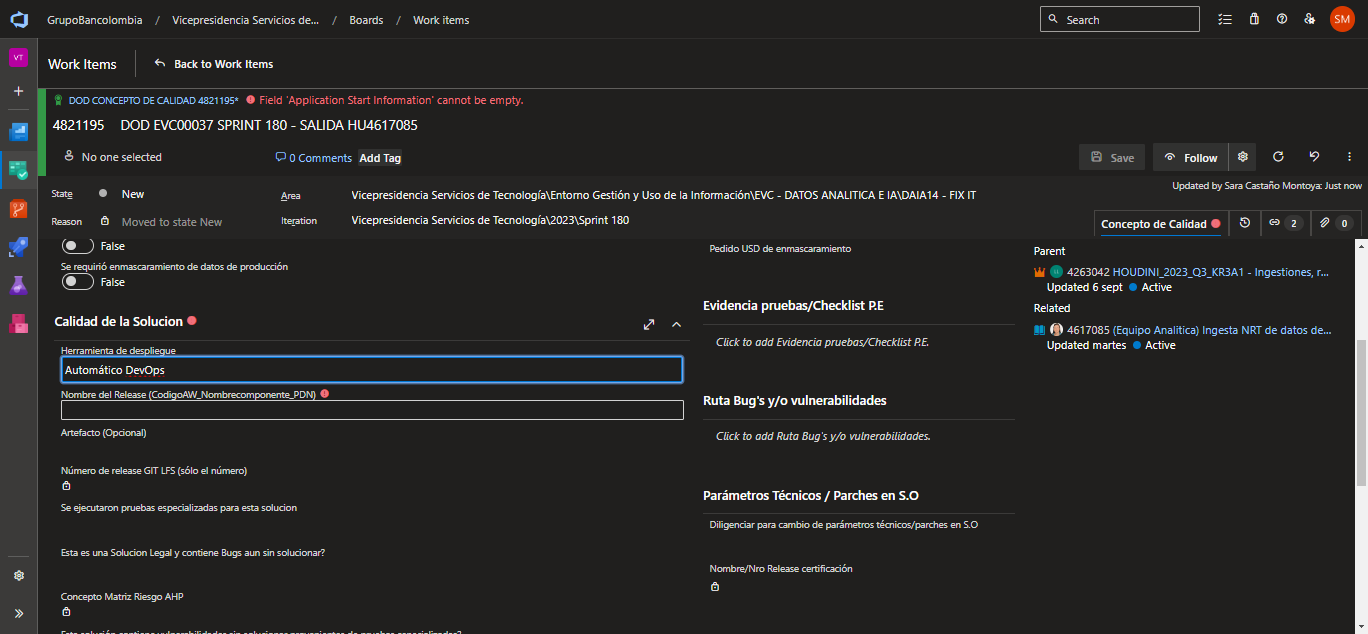 GrupoBancolombia / Vicepresidencia Servicios de... / Boards / Work items
Search
SM
VT
Work Items
Back to Work Items
DOD CONCEPTO DE CALIDAD 4821195* Field 'Application Start Information' cannot be empty.
4821195 DOD EVC00037 SPRINT 180 - SALIDA HU4617085
No one selected
0 Comments
Add Tag
Save
Follow
State
New
Area
Vicepresidencia Servicios de Tecnología\Entorno Gestión y Uso de la Información\EVC - DATOS ANALITICA E IA\DAIA14 - FIX IT
Updated by Sara Castaño Montoya: Just now
Reason
Moved to state New
Iteration
Vicepresidencia Servicios de Tecnología\2023\Sprint 180
Concepto de Calidad
2
0
False
Se requirió enmascaramiento de datos de producción
False
Calidad de la Solucion
Herramienta de despliegue
Automático DevOps
Nombre del Release (CodigoAW_Nombrecomponente_PDN)
Artefacto (Opcional)
Número de release GIT LFS (sólo el número)
Se ejecutaron pruebas especializadas para esta solucion
Esta es una Solucion Legal y contiene Bugs aun sin solucionar?
Concepto Matriz Riesgo AHP
Pedido USD de enmascaramiento
Evidencia pruebas/Checklist P.E
Click to add Evidencia pruebas/Checklist P.E.
Ruta Bug's y/o vulnerabilidades
Click to add Ruta Bug's y/o vulnerabilidades.
Parámetros Técnicos / Parches en S.O
Diligenciar para cambio de parámetros técnicos/parches en S.O
Nombre/Nro Release certificación
Parent
4263042 HOUDINI_2023_Q3_KR3A1 - Ingestiones, r...
Updated 6 sept Active
Related
4617085 (Equipo Analítica) Ingesta NRT de datos de...
Updated martes Active